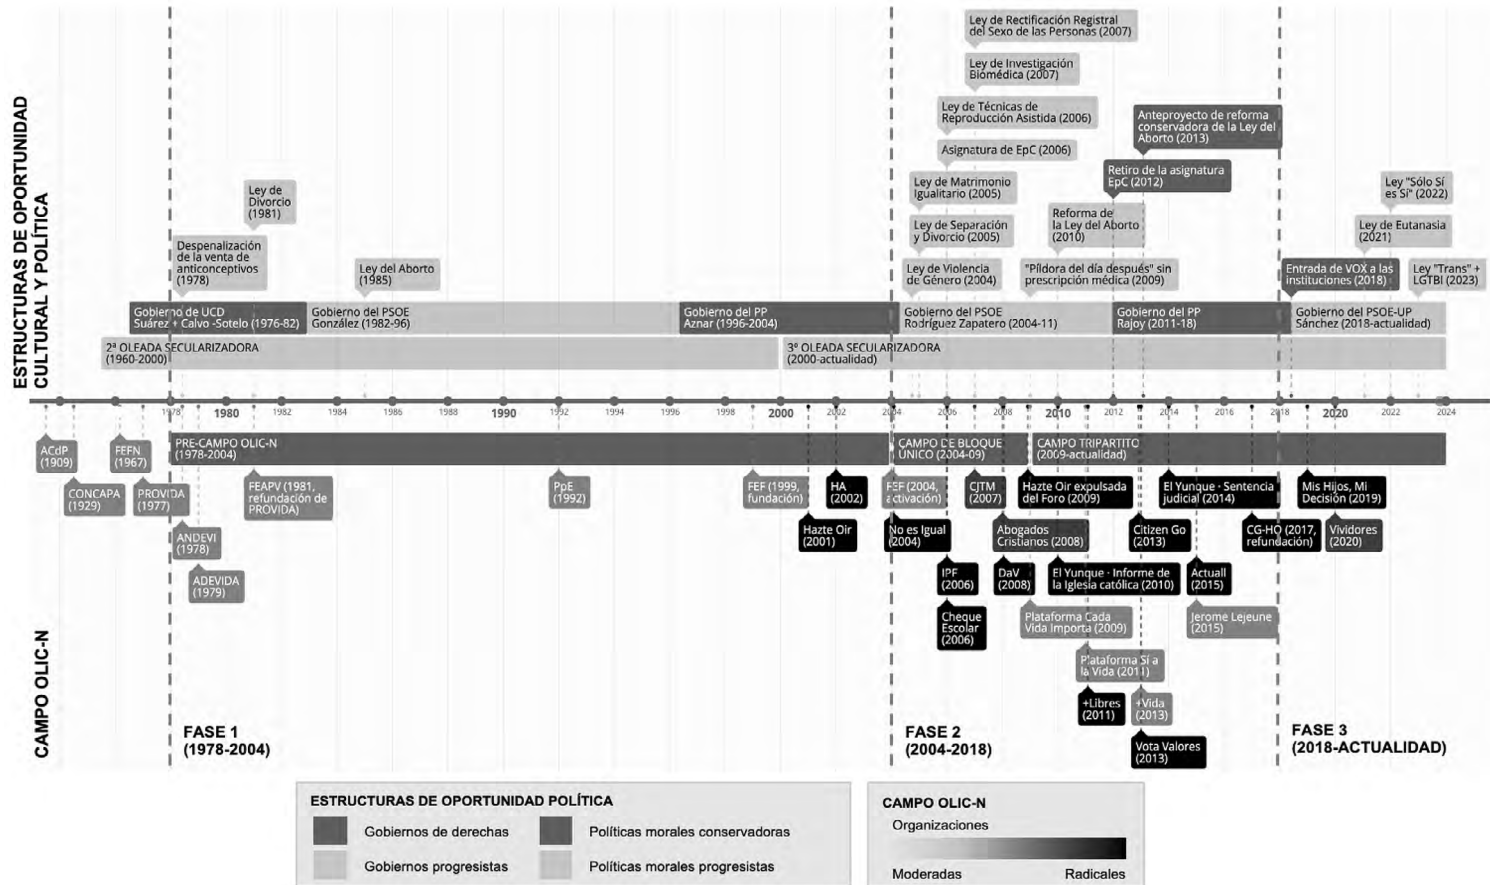 ESTRUCTURAS DE OPORTUNIDAD
CULTURAL Y POLÍTICA
Ley de Rectificación Registral
del Sexo de las Personas (2007)
Ley de Investigación
Biomédica (2007)
Ley de Técnicas de
Reproducción Asistida (2006)
Anteproyecto de reforma
conservadora de la Ley del
Aborto (2013)
Asignatura de EpC (2006)
Retiro de la asignatura
EpC (2012)
Ley de
Divorcio
(1981)
Ley de Matrimonio
Igualitario (2005)
Ley "Sólo Sí
es Sí" (2022)
Reforma de
la Ley del Aborto
(2010)
Ley de Separación
y Divorcio (2005)
Ley de Eutanasia
(2021)
Despenalización
de la venta de
anticonceptivos
(1978)
Ley del Aborto
(1985)
Ley de Violencia
de Género (2004)
"Píldora del día después" sin
prescripción médica (2009)
Entrada de VOX a las
instituciones (2018)
Ley "Trans" +
LGTBI (2023)
Gobierno de UCD
Suárez + Calvo -Sotelo (1976-82)
Gobierno del PSOE
González (1982-96)
Gobierno del PP
Aznar (1996-2004)
Gobierno del PSOE
Rodríguez Zapatero (2004-11)
Gobierno del PP
Rajoy (2011-18)
Gobierno del PSOE-UP
Sánchez (2018-actualidad)
2ª OLEADA SECULARIZADORA
(1960-2000)
3º OLEADA SECULARIZADORA
(2000-actualidad)
1978 1980 1982 1984 1986 1988 1990 1992 1994 1996 1998 2000 2002 2004 2006 2008 2010 2012 2014 2016 2018 2020 2022 2024
CAMPO OLIC-N
PRE-CAMPO OLIC-N
(1978-2004)
CAMPO DE BLOQUE
ÚNICO (2004-09)
CAMPO TRIPARTITO
(2009-actualidad)
ACdP
(1909)
FEFN
(1967)
CONCAPA
(1929)
PROVIDA
(1977)
FEAPV (1981,
refundación de
PROVIDA)
PpE
(1992)
FEF (1999,
fundación)
HA
(2002)
FEF (2004,
activación)
CJTM
(2007)
Hazte Oir expulsada
del Foro (2009)
El Yunque · Sentencia
judicial (2014)
Mis Hijos, Mi
Decisión (2019)
ANDEVI
(1978)
Hazte Oir
(2001)
No es Igual
(2004)
Abogados
Cristianos (2008)
Citizen Go
(2013)
CG-HO (2017,
refundación)
Vividores
(2020)
ADEVIDA
(1979)
IPF
(2006)
DaV
(2008)
El Yunque · Informe de
la Iglesia católica (2010)
Actuall
(2015)
Cheque
Escolar
(2006)
Plataforma Cada
Vida Importa (2009)
Jerome Lejeune
(2015)
Plataforma Sí a
la Vida (2011)
+Libres
(2011)
+Vida
(2013)
Vota Valores
(2013)
FASE 1
(1978-2004)
FASE 2
(2004-2018)
FASE 3
(2018-ACTUALIDAD)
ESTRUCTURAS DE OPORTUNIDAD POLÍTICA
Gobiernos de derechas
Políticas morales conservadoras
Gobiernos progresistas
Políticas morales progresistas
CAMPO OLIC-N
Organizaciones
Moderadas
Radicales